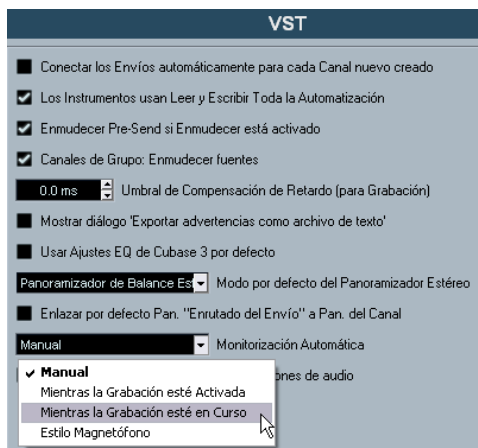 VST
Conectar los Envíos automáticamente para cada Canal nuevo creado
Los Instrumentos usan Leer y Escribir Toda la Automatización
Enmudecer Pre-Send si Enmudecer está activado
Canales de Grupo: Enmudecer fuentes
0.0 ms Umbral de Compensación de Retardo (para Grabación)
Mostrar diálogo 'Exportar advertencias como archivo de texto'
Usar Ajustes EQ de Cubase 3 por defecto
Panoramizador de Balance Modo por defecto del Panoramizador Estéreo
Enlazar por defecto Pan. "Enrutado del Envío" a Pan. del Canal
Manual Monitorización Automática
Manual
de audio
Mientras la Grabación esté Activada
Mientras la Grabación esté en Curso
Estilo Magnetófono